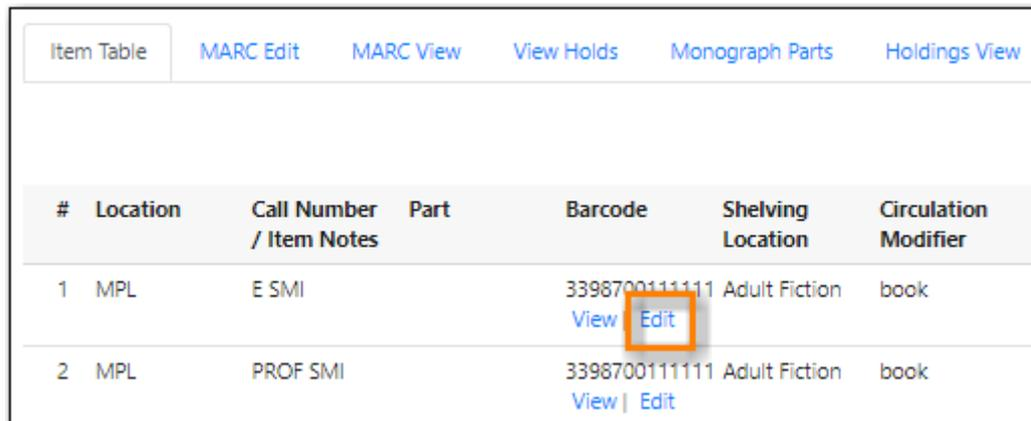 Item Table MARC Edit MARC View View Holds Monograph Parts Holdings View
# Location Call Number Part Barcode Shelving Circulation
/ Item Notes Location Modifier
1 MPL E SMI 3398700111111 Adult Fiction book
View | Edit
2 MPL PROF SMI 3398700111111 Adult Fiction book
View | Edit